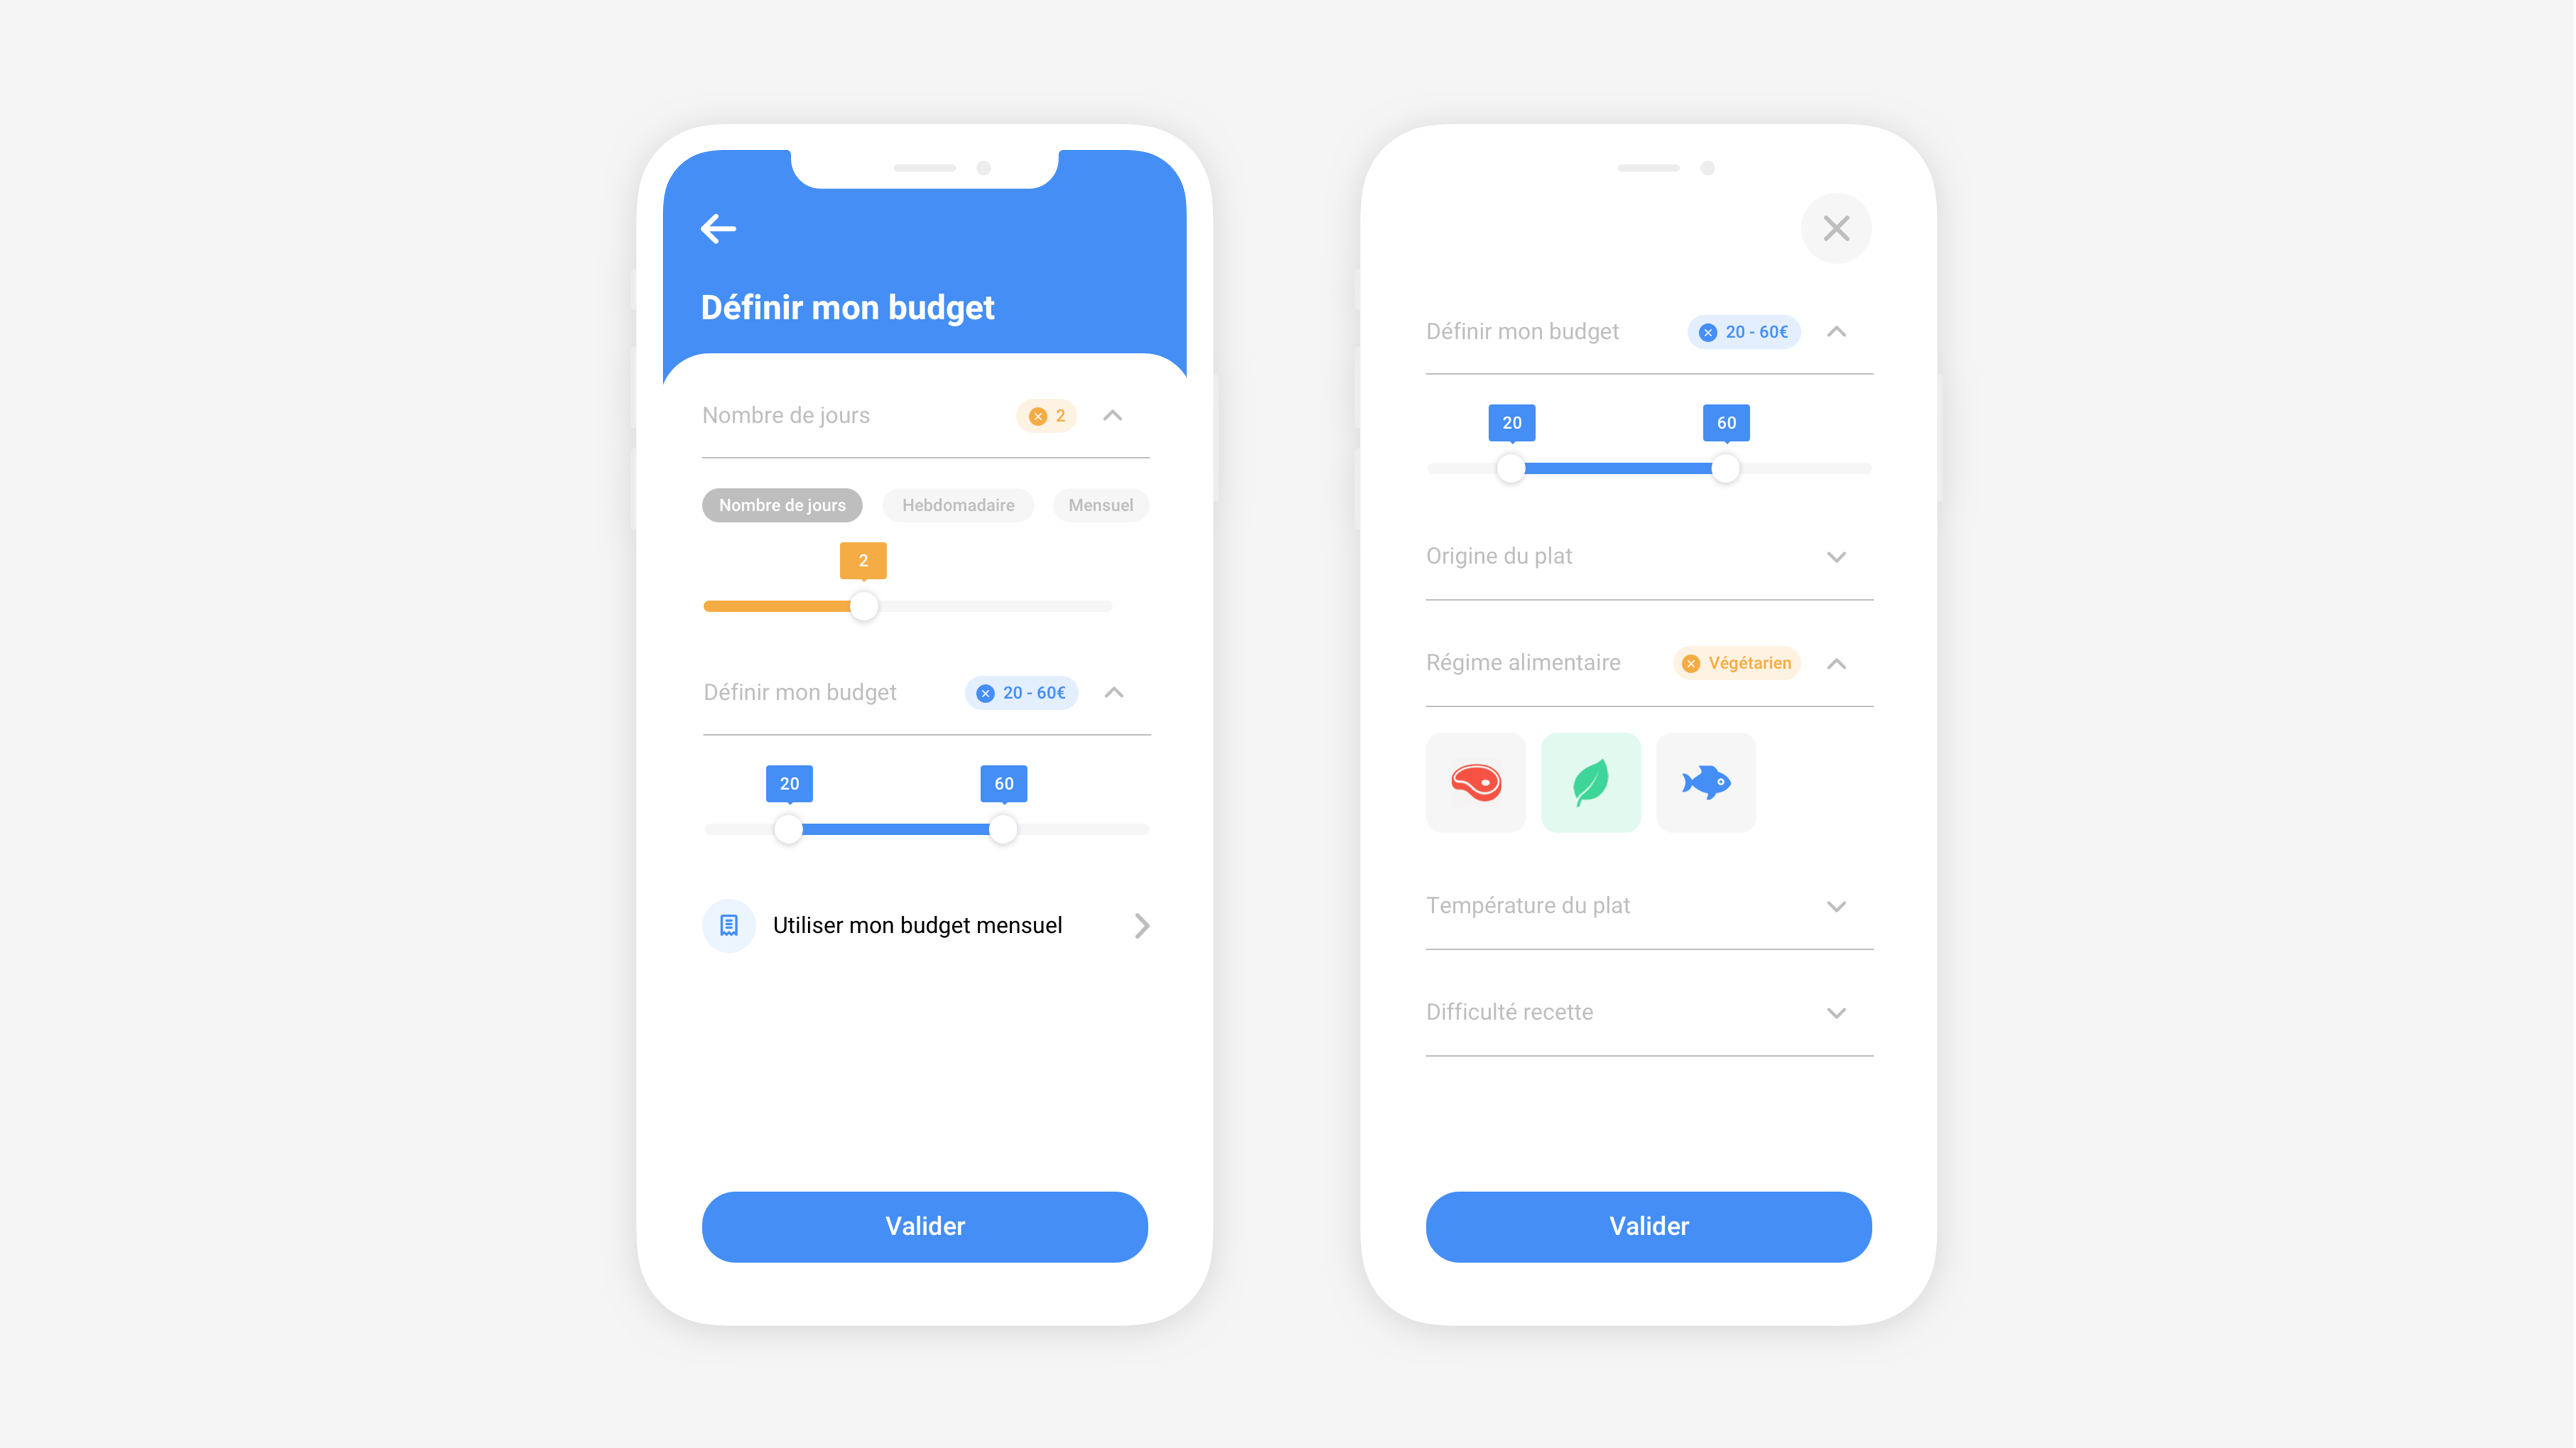 Définir mon budget
Nombre de jours 2
Nombre de jours Hebdomadaire Mensuel
2
Définir mon budget 20 - 60€
20 60
Utiliser mon budget mensuel
Valider
Définir mon budget 20 - 60€
20 60
Origine du plat
Régime alimentaire Végétarien
Température du plat
Difficulté recette
Valider